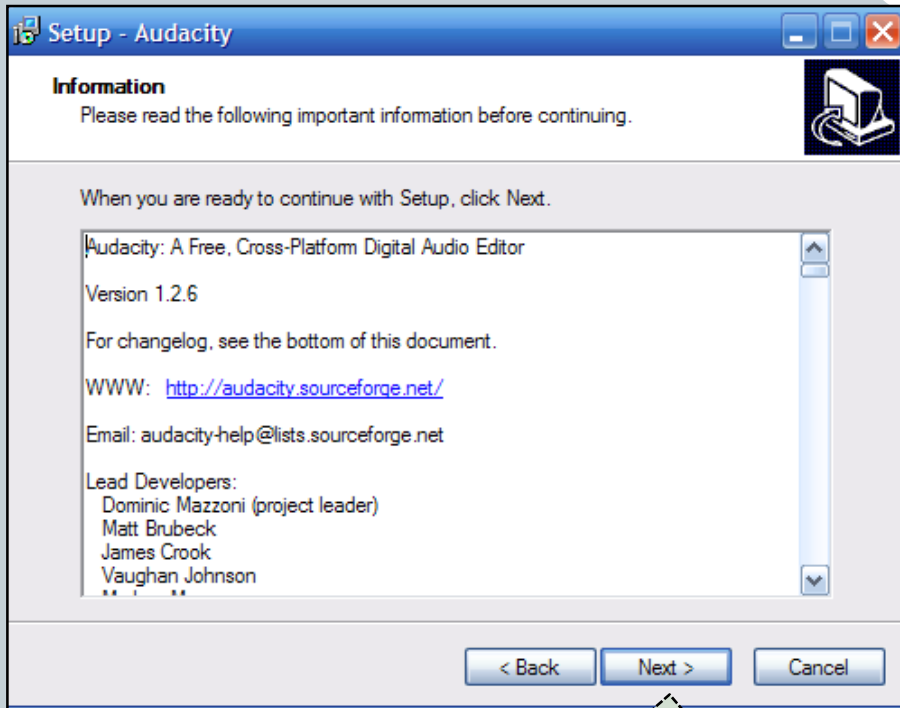 Setup - Audacity
Information
Please read the following important information before continuing.
When you are ready to continue with Setup, click Next.
Audacity: A Free, Cross-Platform Digital Audio Editor
Version 1.2.6
For changelog, see the bottom of this document.
WWW: http://audacity.sourceforge.net/
Email: audacity-help@lists.sourceforge.net
Lead Developers:
Dominic Mazzoni (project leader)
Matt Brubeck
James Crook
Vaughan Johnson
< Back Next > Cancel